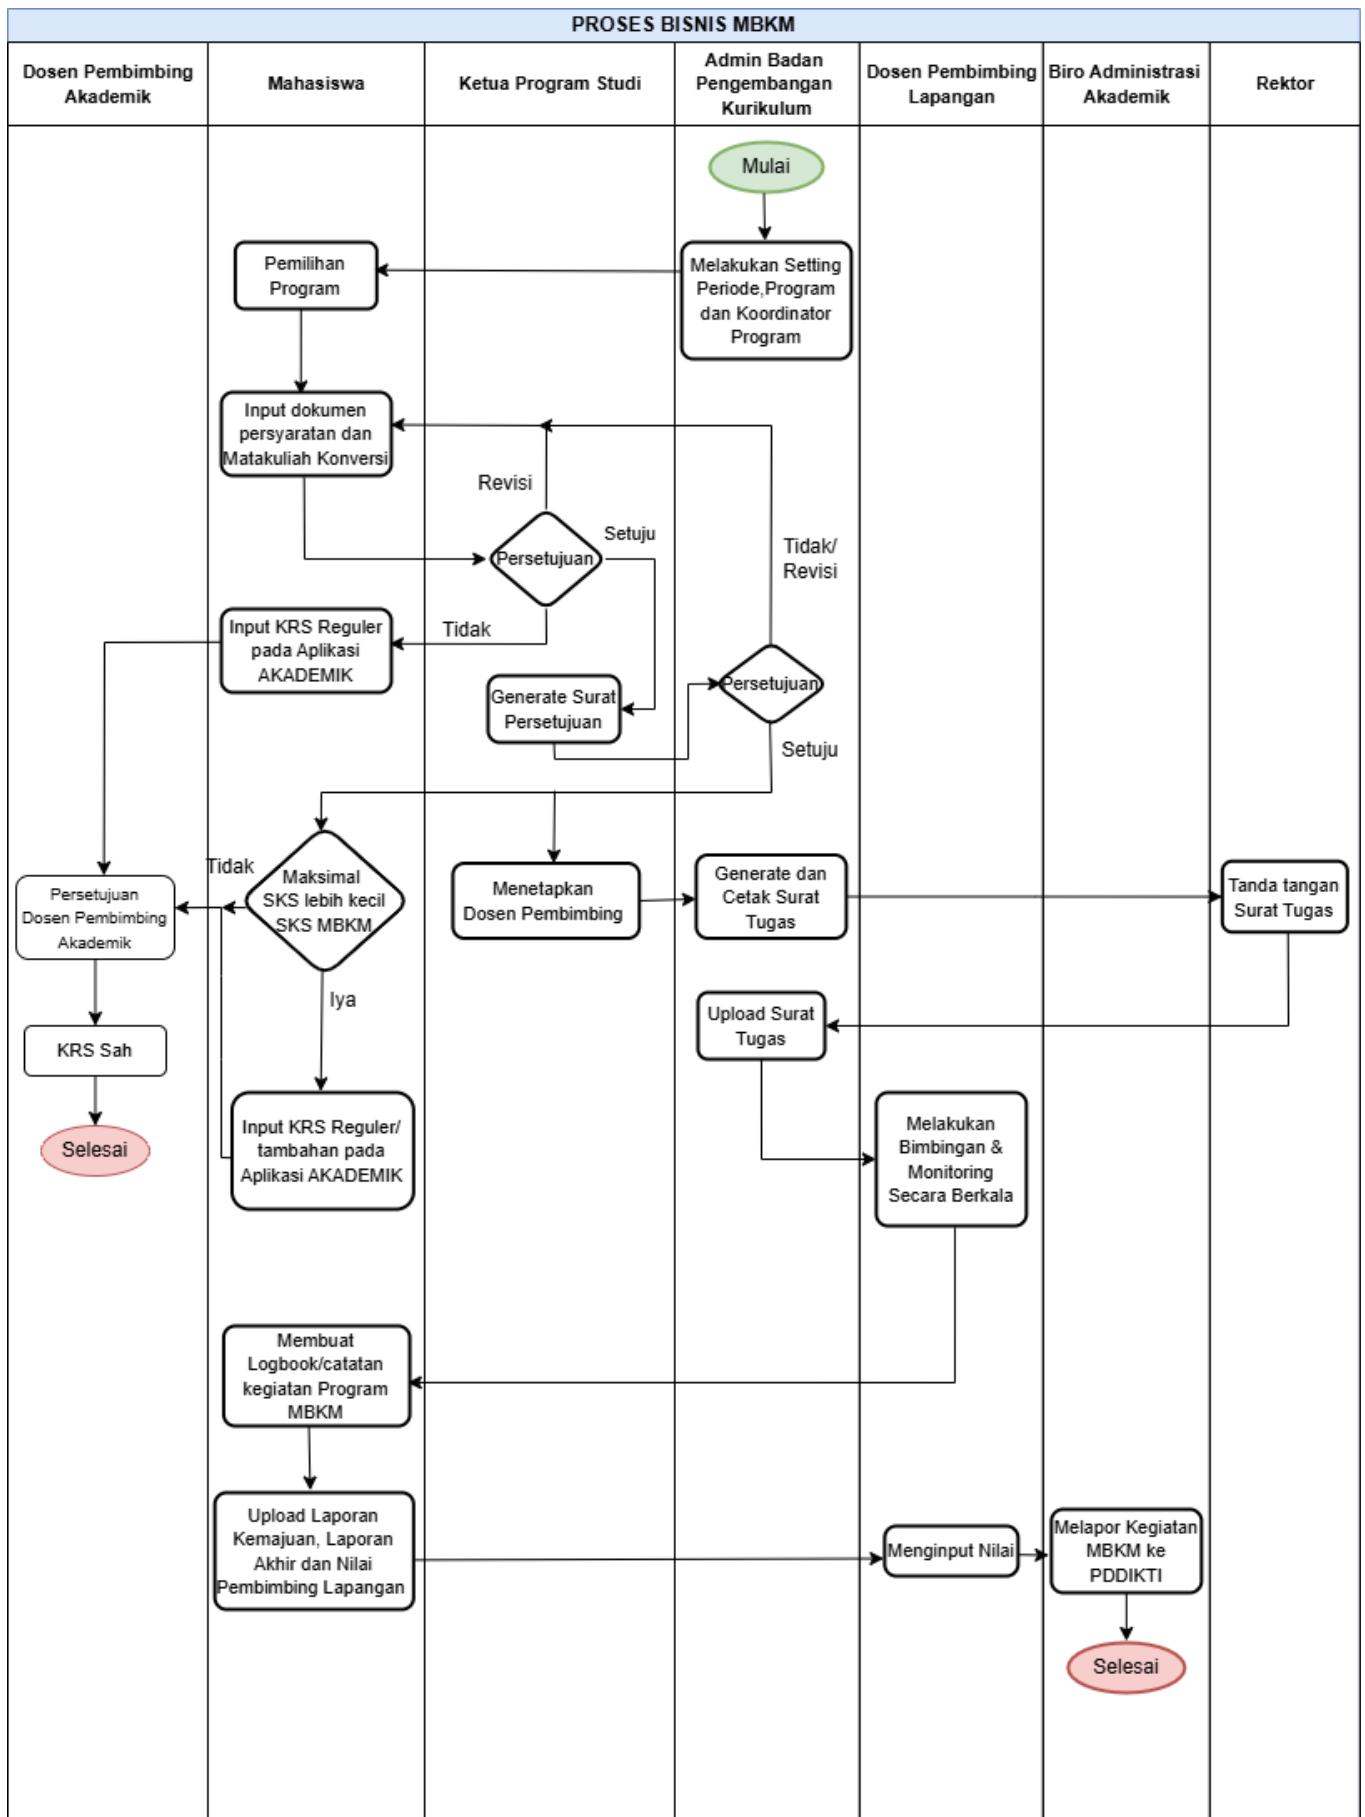 PROSES BISNIS MBKM
Dosen Pembimbing
Akademik
Mahasiswa
Ketua Program Studi
Admin Badan
Pengembangan
Kurikulum
Dosen Pembimbing
Lapangan
Biro Administrasi
Akademik
Rektor
Mulai
Pemilihan
Program
Melakukan Setting
Periode,Program
dan Koordinator
Program
Input dokumen
persyaratan dan
Matakuliah Konversi
Revisi
Setuju
Persetujuan
Tidak/
Revisi
Input KRS Reguler
pada Aplikasi
AKADEMIK
Tidak
Generate Surat
Persetujuan
Persetujuan
Setuju
Tidak
Maksimal
SKS lebih kecil
SKS MBKM
Persetujuan
Dosen Pembimbing
Akademik
Menetapkan
Dosen Pembimbing
Generate dan
Cetak Surat
Tugas
Tanda tangan
Surat Tugas
Iya
Upload Surat
Tugas
KRS Sah
Selesai
Input KRS Reguler/
tambahan pada
Aplikasi AKADEMIK
Melakukan
Bimbingan &
Monitoring
Secara Berkala
Membuat
Logbook/catatan
kegiatan Program
MBKM
Upload Laporan
Kemajuan, Laporan
Akhir dan Nilai
Pembimbing Lapangan
Menginput Nilai
Melapor Kegiatan
MBKM ke
PDDIKTI
Selesai